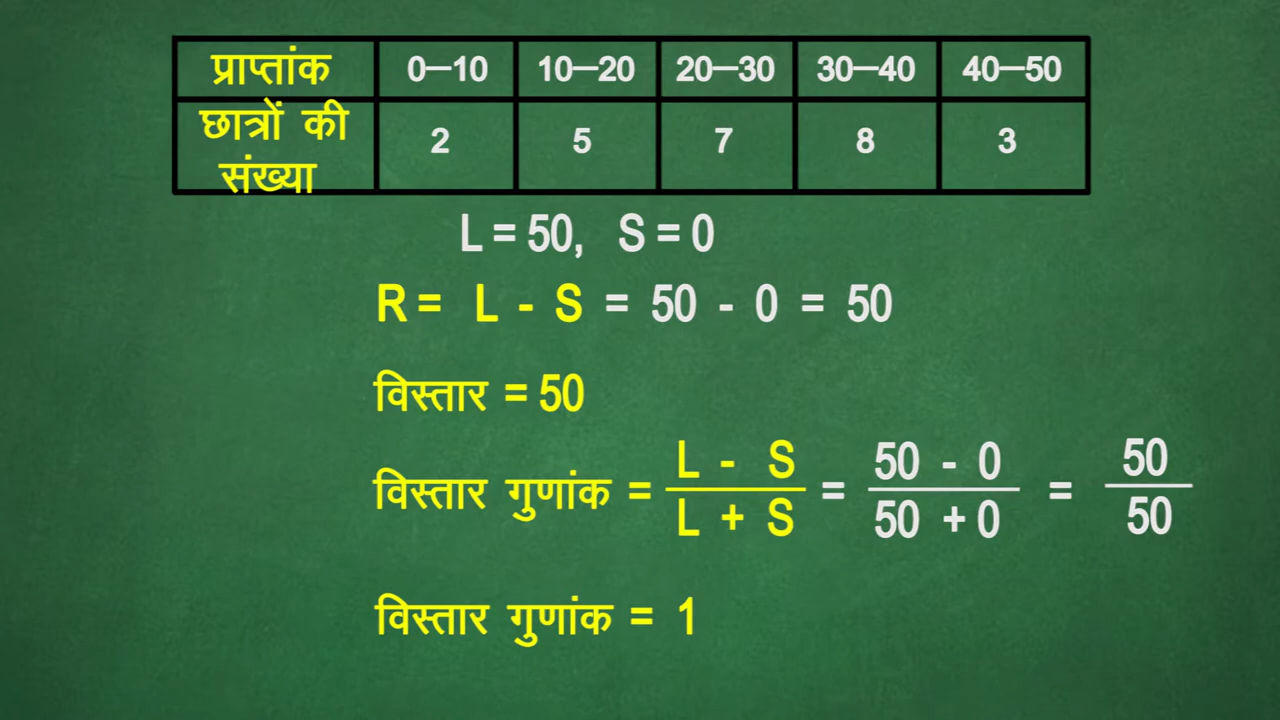 प्राप्तांक 0–10 10–20 20–30 30–40 40–50
छात्रों की संख्या 2 5 7 8 3
L = 50, S = 0
R = L - S = 50 - 0 = 50
विस्तार = 50
विस्तार गुणांक = (L - S)/(L + S) = (50 - 0)/(50 + 0) = 50/50
विस्तार गुणांक = 1